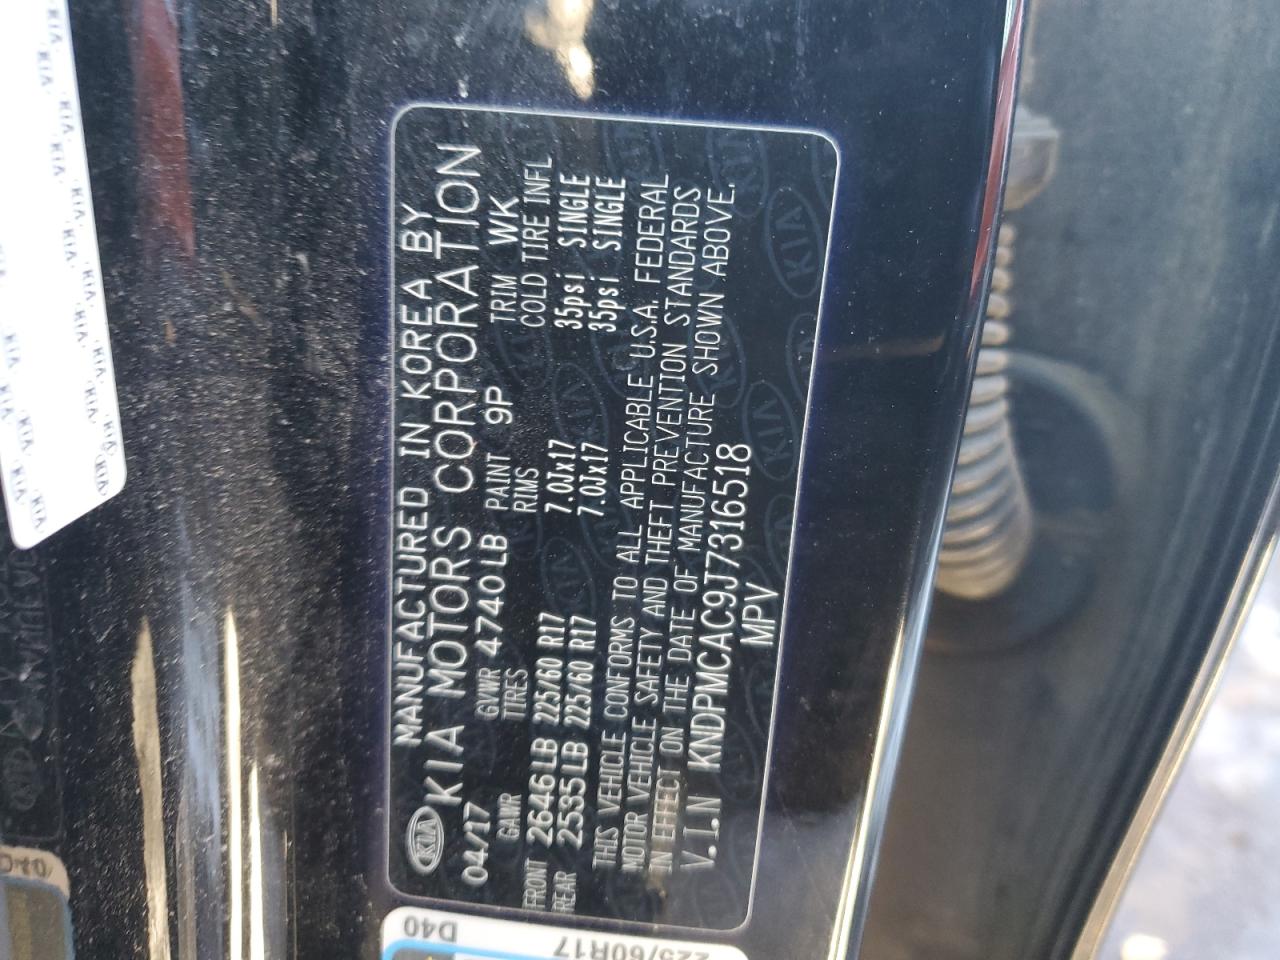 MANUFACTURED IN KOREA BY
KIA KIA MOTORS CORPORATION
04/17 GVWR 4740LB PAINT 9P TRIM WK
GAWR TIRES RIMS COLD TIRE INFL
FRONT 2646LB 225/60 R17 7.0Jx17 35psi SINGLE
REAR 2535LB 225/60 R17 7.0Jx17 35psi SINGLE
THIS VEHICLE CONFORMS TO ALL APPLICABLE U.S.A. FEDERAL
MOTOR VEHICLE SAFETY AND THEFT PREVENTION STANDARDS
IN EFFECT ON THE DATE OF MANUFACTURE SHOWN ABOVE.
V.I.N KNDPMCAC9J7316518
MPV
D40
225/60R17